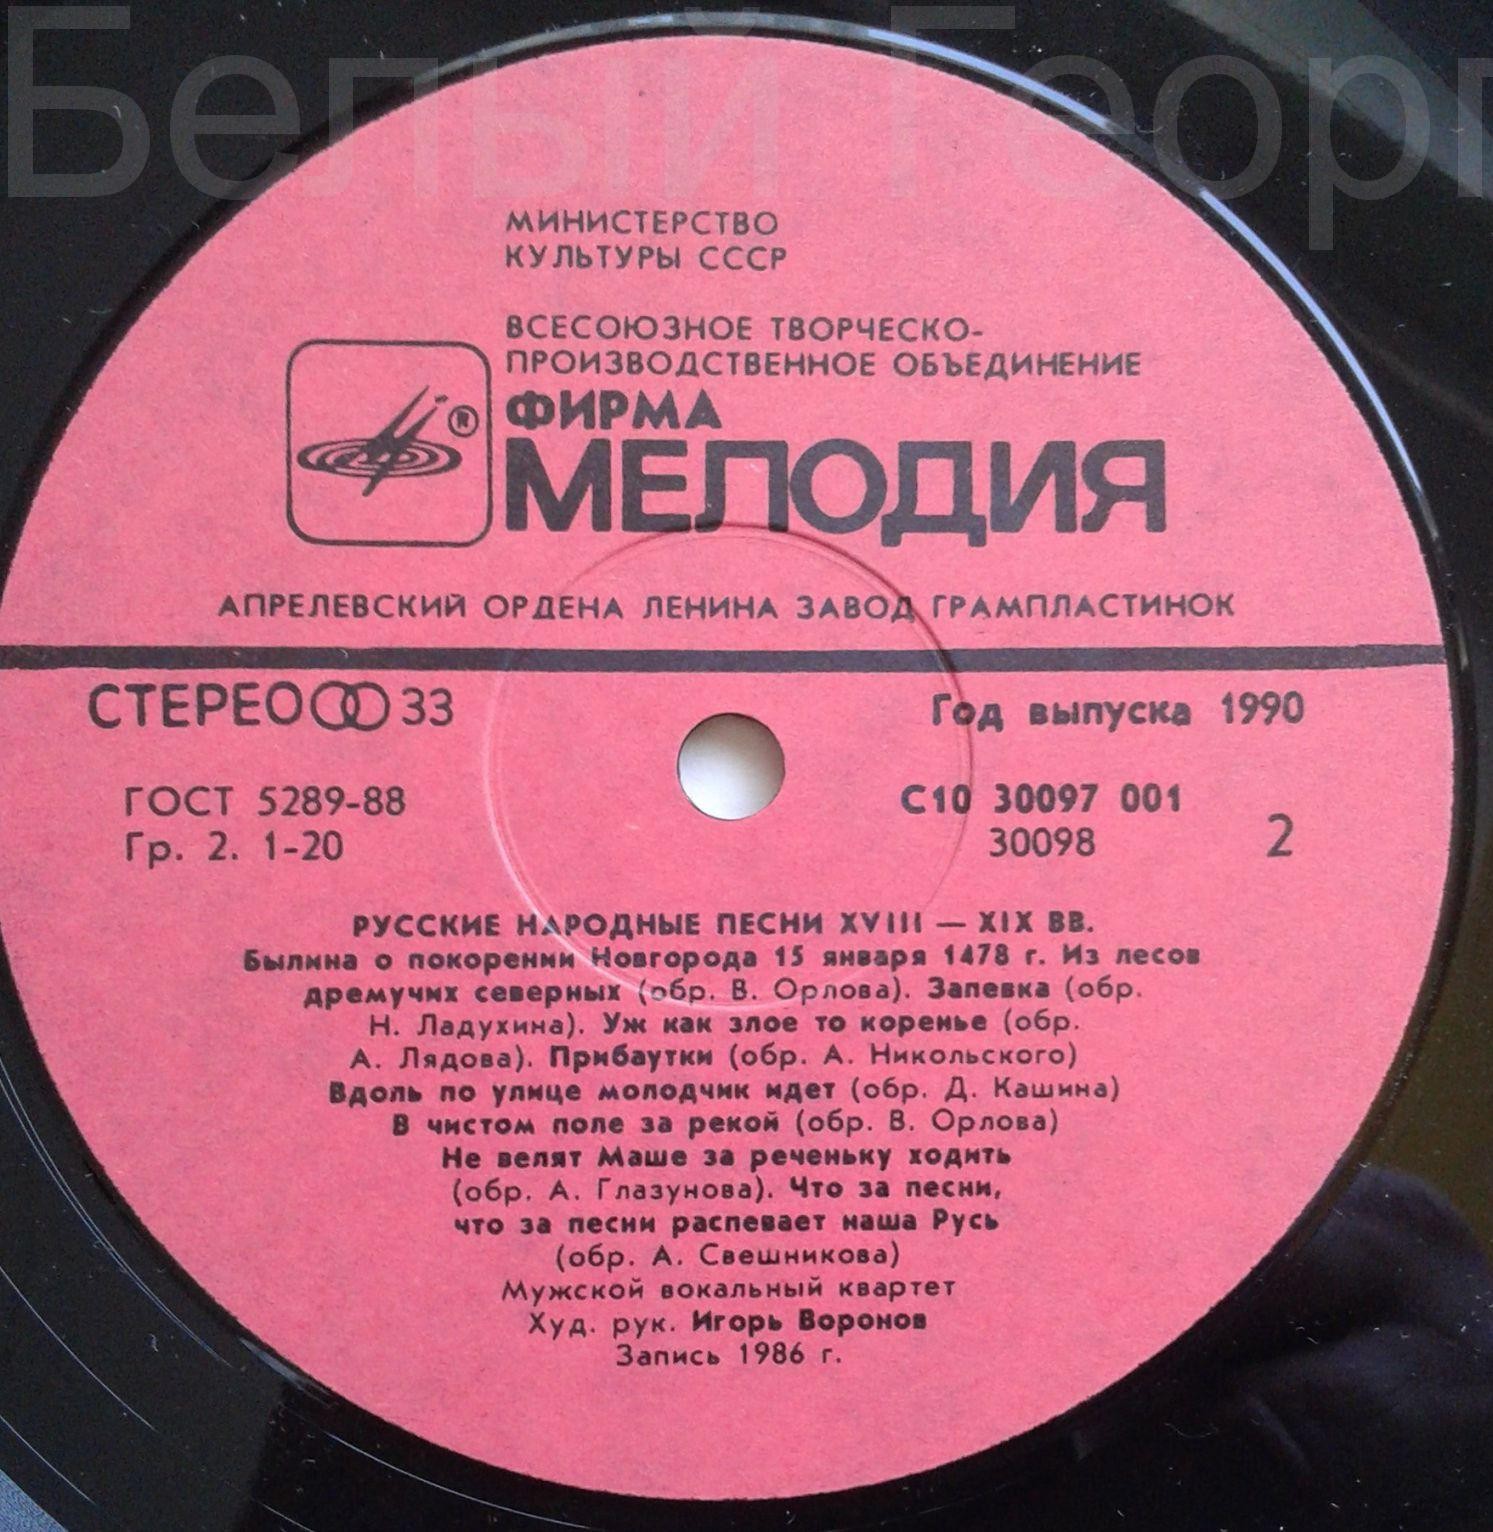 Белый Георг
МИНИСТЕРСТВО
КУЛЬТУРЫ СССР
ВСЕСОЮЗНОЕ ТВОРЧЕСКО-
ПРОИЗВОДСТВЕННОЕ ОБЪЕДИНЕНИЕ
ФИРМА
®
МЕЛОДИЯ
АПРЕЛЕВСКИЙ ОРДЕНА ЛЕНИНА ЗАВОД ГРАМПЛАСТИНОК
СТЕРЕО 33 Год выпуска 1990
ГОСТ 5289-88 С10 30097 001
Гр. 2. 1-20 30098 2
РУССКИЕ НАРОДНЫЕ ПЕСНИ XVIII — XIX ВВ.
Былина о покорении Новгорода 15 января 1478 г. Из лесов
дремучих северных (обр. В. Орлова). Запевка (обр.
Н. Ладухина). Уж как злое то коренье (обр.
А. Лядова). Прибаутки (обр. А. Никольского)
Вдоль по улице молодчик идет (обр. Д. Кашина)
В чистом поле за рекой (обр. В. Орлова)
Не велят Маше за реченьку ходить
(обр. А. Глазунова). Что за песни,
что за песни распевает наша Русь
(обр. А. Свешникова)
Мужской вокальный квартет
Худ. рук. Игорь Воронов
Запись 1986 г.